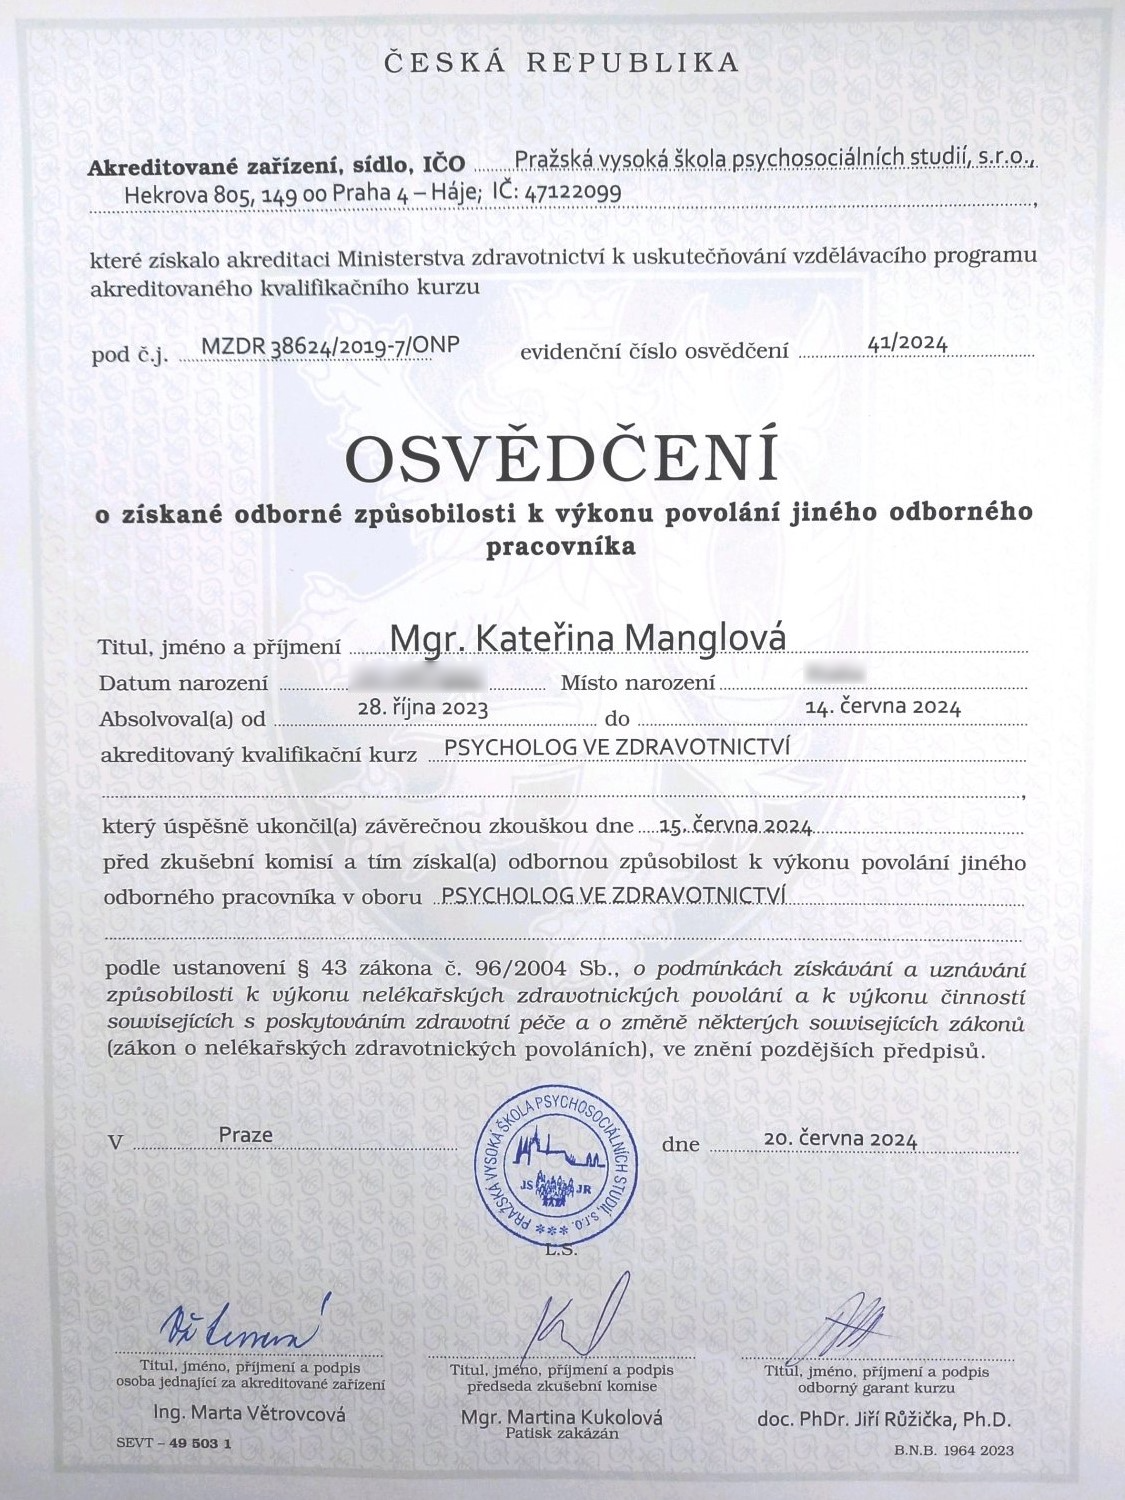 ČESKÁ REPUBLIKA
Akreditované zařízení, sídlo, IČO Pražská vysoká škola psychosociálních studií, s.r.o.,
Hekrova 805, 149 00 Praha 4 – Háje; IČ: 47122099,
které získalo akreditaci Ministerstva zdravotnictví k uskutečňování vzdělávacího programu
akreditovaného kvalifikačního kurzu
pod č.j. MZDR 38624/2019-7/ONP evidenční číslo osvědčení 41/2024
OSVĚDČENÍ
o získané odborné způsobilosti k výkonu povolání jiného odborného
pracovníka
Titul, jméno a příjmení Mgr. Kateřina Manglová
Datum narození Místo narození
Absolvoval(a) od 28. října 2023 do 14. června 2024
akreditovaný kvalifikační kurz PSYCHOLOG VE ZDRAVOTNICTVÍ
,
který úspěšně ukončil(a) závěrečnou zkouškou dne 15. června 2024
před zkušební komisí a tím získal(a) odbornou způsobilost k výkonu povolání jiného
odborného pracovníka v oboru PSYCHOLOG VE ZDRAVOTNICTVÍ
podle ustanovení § 43 zákona č. 96/2004 Sb., o podmínkách získávání a uznávání
způsobilosti k výkonu nelékařských zdravotnických povolání a k výkonu činností
souvisejících s poskytováním zdravotní péče a o změně některých souvisejících zákonů
(zákon o nelékařských zdravotnických povoláních), ve znění pozdějších předpisů.
V Praze dne 20. června 2024
PRAŽSKÁ VYSOKÁ ŠKOLA PSYCHOSOCIÁLNÍCH STUDIÍ, s.r.o. ***
JS JR
L.S.
Titul, jméno, příjmení a podpis
osoba jednající za akreditované zařízení
Ing. Marta Větrovcová
Titul, jméno, příjmení a podpis
předseda zkušební komise
Mgr. Martina Kukolová
Titul, jméno, příjmení a podpis
odborný garant kurzu
doc. PhDr. Jiří Růžička, Ph.D.
SEVT – 49 503 1
Patisk zakázán
B.N.B. 1964 2023